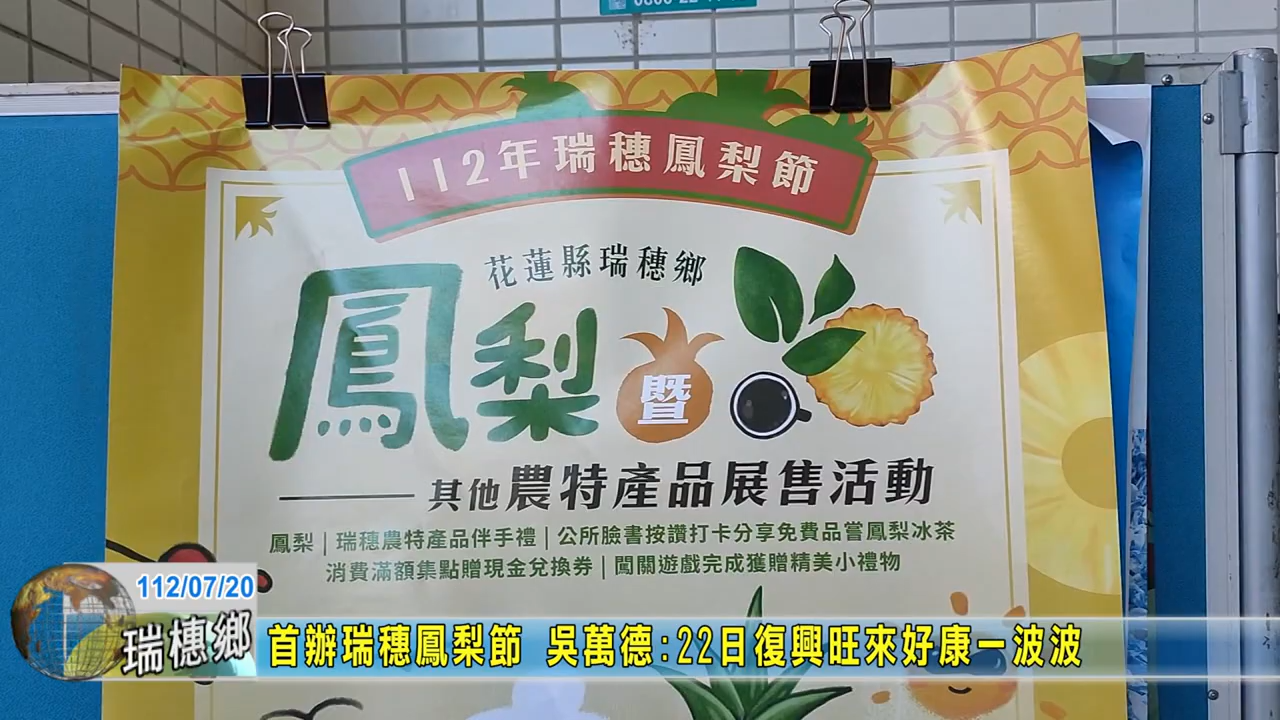 112年瑞穗鳳梨節
花蓮縣瑞穗鄉
鳳梨暨
其他農特產品展售活動
鳳梨|瑞穗農特產品伴手禮|公所臉書按讚打卡分享免費品嘗鳳梨冰茶
消費滿額集點贈現金兌換券|闖關遊戲完成獲贈精美小禮物
112/07/20
瑞橞鄉
首辦瑞穗鳳梨節 吳萬德:22日復興旺來好康一波波